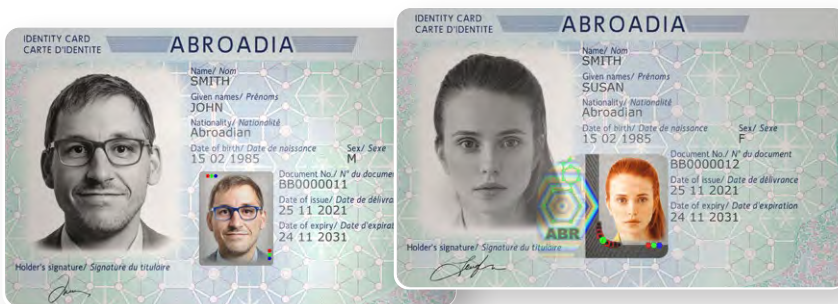 IDENTITY CARD
CARTE D'IDENTITE
ABROADIA
Name/ Nom
SMITH
Given names/ Prénoms
JOHN
Nationality/ Nationalité
Abroadian
Date of birth/ Date de naissance Sex/ Sexe
15 02 1985 M
Document No./ N° du docume
BB0000011
Date of issue/ Date de délivra
25 11 2021
Date of expiry/ Date d'expirat
24 11 2031
Holder's signature/ Signature du titulaire
IDENTITY CARD
CARTE D'IDENTITE
ABROADIA
Name/ Nom
SMITH
Given names/ Prénoms
SUSAN
Nationality/ Nationalité
Abroadian
Date of birth/ Date de naissance Sex/ Sexe
15 02 1985 F
Document No./ N° du document
BB0000012
Date of issue/ Date de délivrance
25 11 2021
Date of expiry/ Date d'expiration
24 11 2031
ABR
Holder's signature/ Signature du titulaire